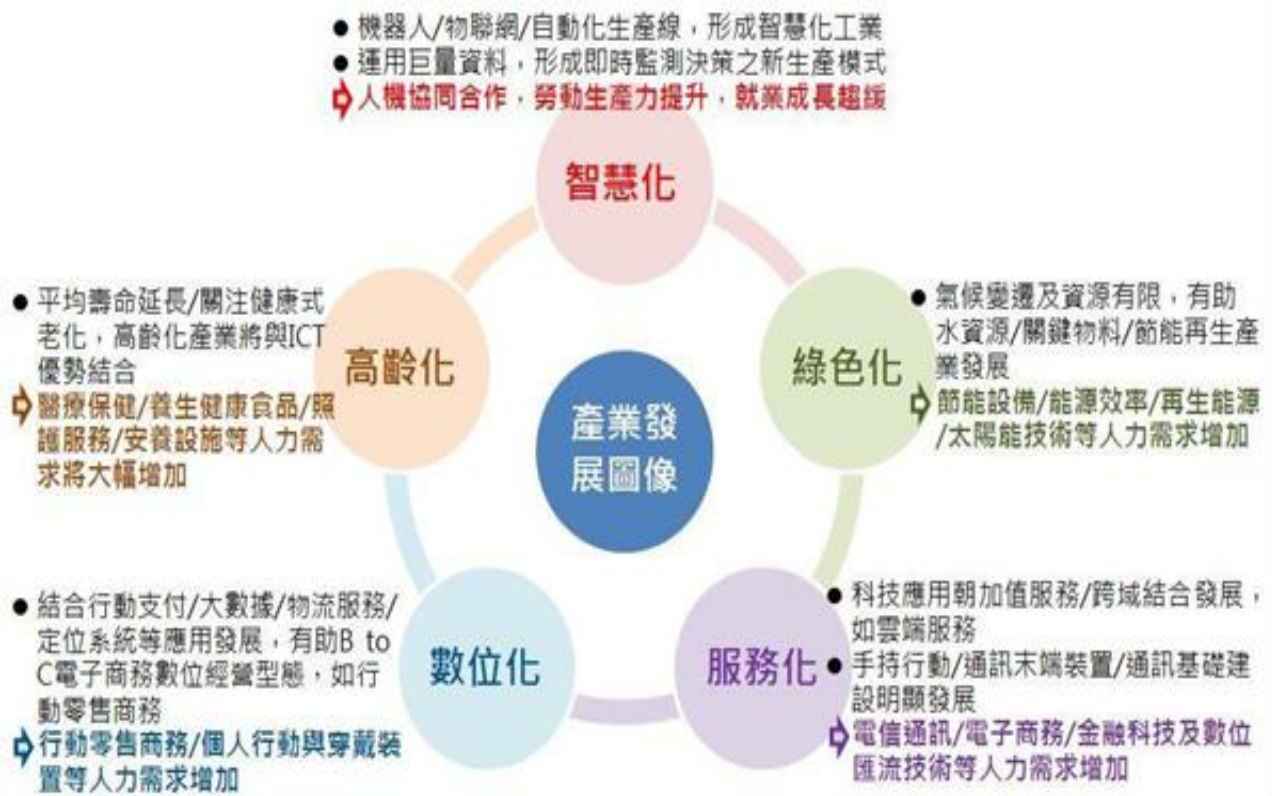 ● 機器人/物聯網/自動化生產線，形成智慧化工業
● 運用巨量資料，形成即時監測決策之新生產模式
➩人機協同合作，勞動生產力提升，就業成長趨緩
智慧化
● 平均壽命延長/關注健康式
老化，高齡化產業將與ICT
優勢結合
➩醫療保健/養生健康食品/照
護服務/安養設施等人力需
求將大幅增加
高齡化
產業發
展圖像
綠色化
● 氣候變遷及資源有限，有助
水資源/關鍵物料/節能再生產
業發展
➩節能設備/能源效率/再生能源
/太陽能技術等人力需求增加
● 結合行動支付/大數據/物流服務/
定位系統等應用發展，有助B to
C電子商務數位經營型態，如行
動零售商務
➩行動零售商務/個人行動與穿戴裝
置等人力需求增加
數位化
服務化
● 科技應用朝加值服務/跨域結合發展，
如雲端服務
● 手持行動/通訊末端裝置/通訊基礎建
設明顯發展
➩電信通訊/電子商務/金融科技及數位
匯流技術等人力需求增加